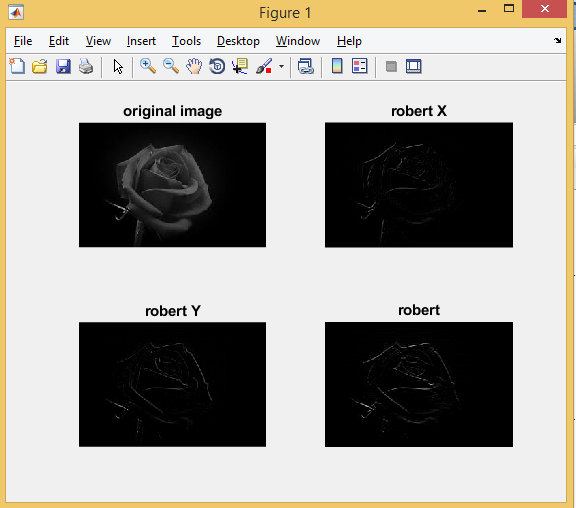 Figure 1
File Edit View Insert Tools Desktop Window Help
original image
robert X
robert Y
robert